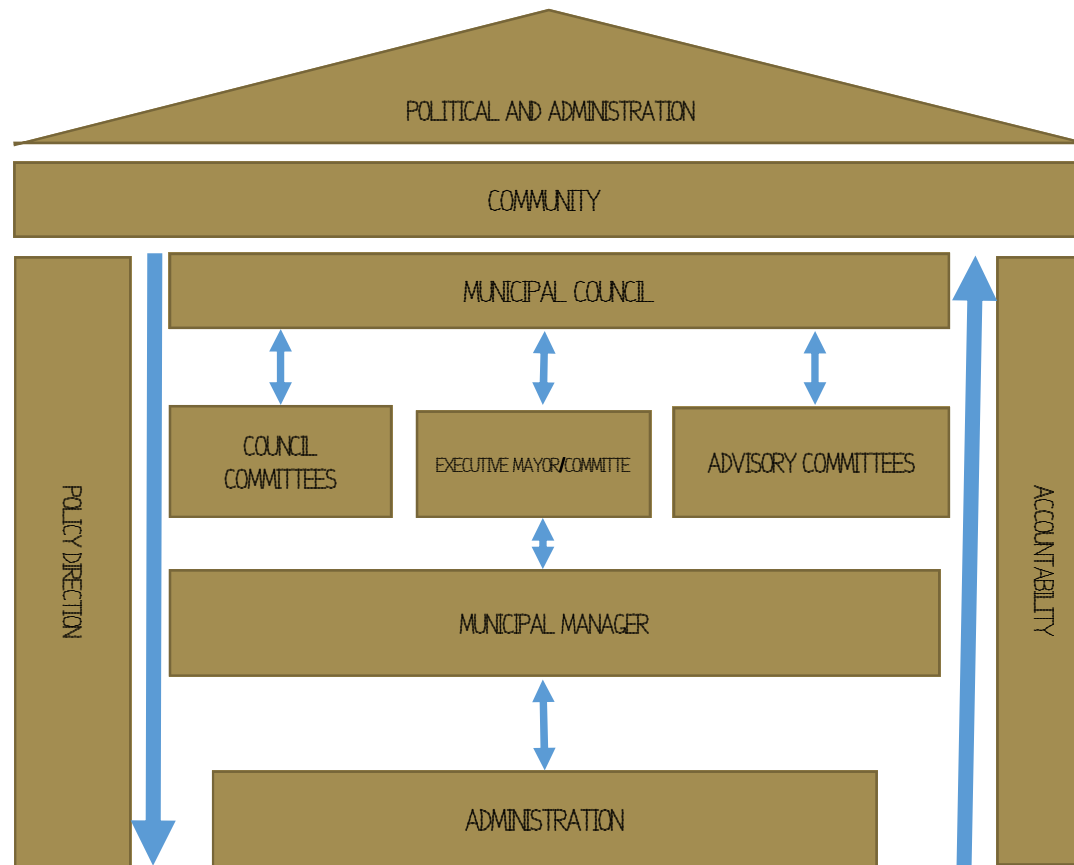 POLITICAL AND ADMINISTRATION
COMMUNITY
MUNICIPAL COUNCIL
COUNCIL
COMMITTEES
EXECUTIVE MAYOR/COMMITTE
ADVISORY COMMITTEES
POLICY DIRECTION
ACCOUNTABILITY
MUNICIPAL MANAGER
ADMINISTRATION